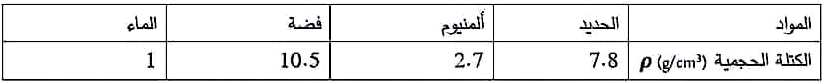 المواد الحديد ألمنيوم فضة الماء
الكتلة الحجمية ρ (g/cm³) 7.8 2.7 10.5 1